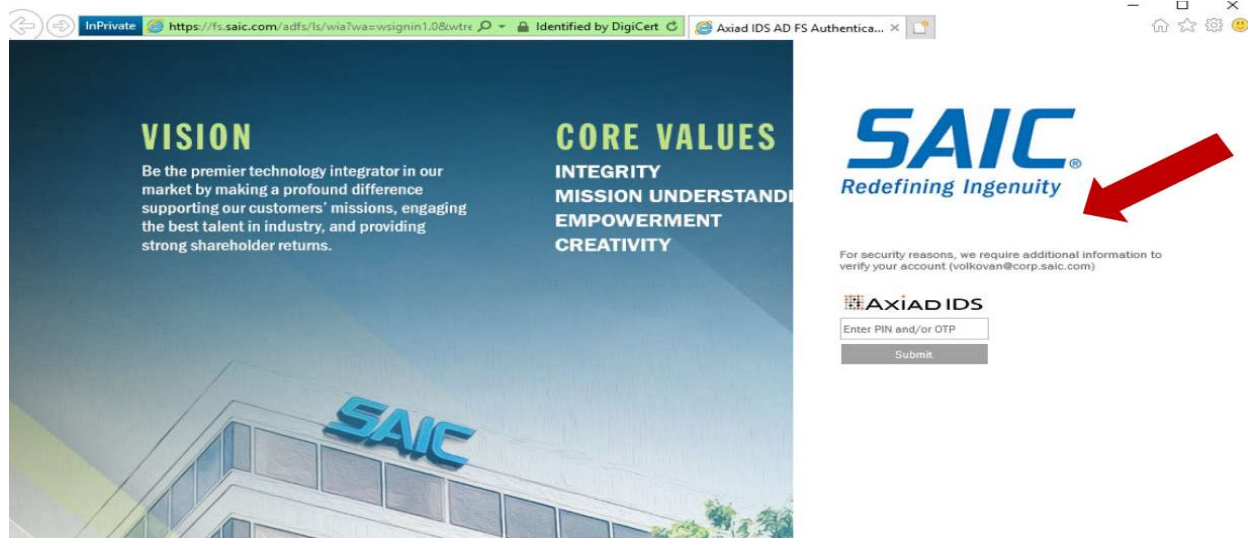 InPrivate
https://fs.saic.com/adfs/ls/wia?wa=wsignin1.0&wtre
Identified by DigiCert
Axiad IDS AD FS Authentica...
VISION
Be the premier technology integrator in our
market by making a profound difference
supporting our customers' missions, engaging
the best talent in industry, and providing
strong shareholder returns.
CORE VALUES
INTEGRITY
MISSION UNDERSTANDI
EMPOWERMENT
CREATIVITY
SAIC
SAIC®
Redefining Ingenuity
For security reasons, we require additional information to
verify your account (volkovan@corp.saic.com)
AXiAD IDS
Enter PIN and/or OTP
Submit